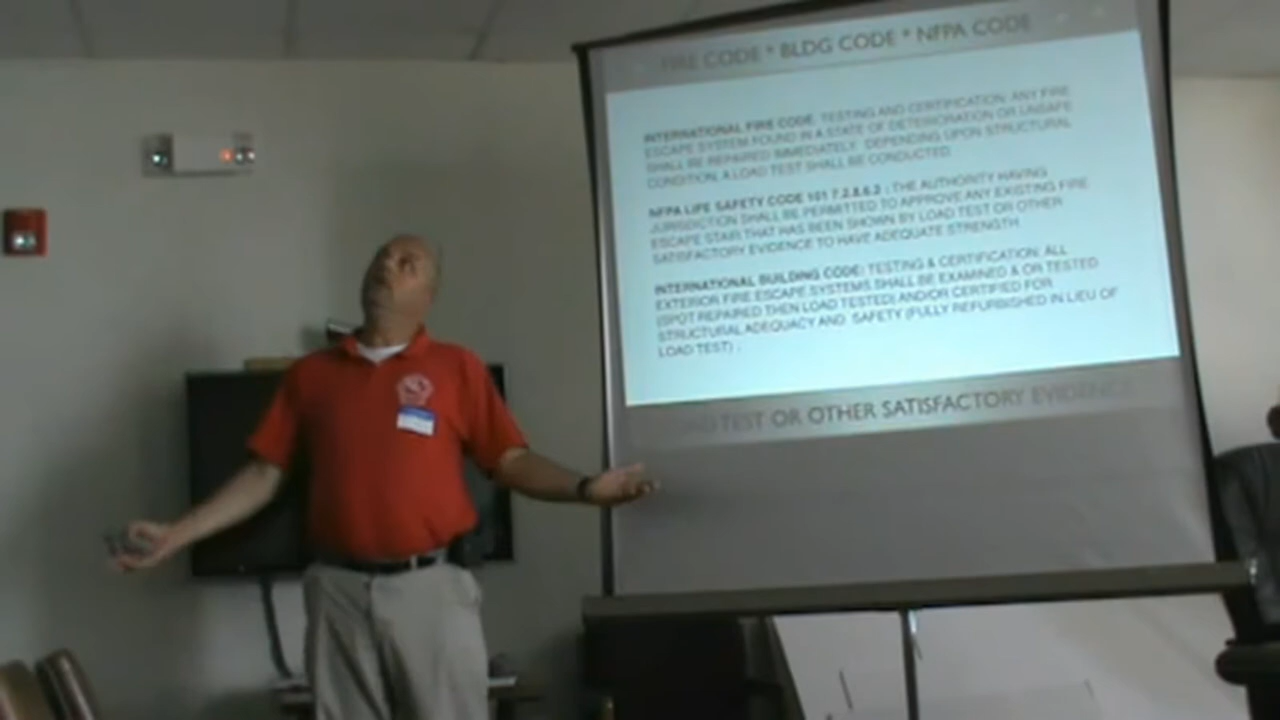 FIRE CODE * BLDG CODE * NFPA CODE
INTERNATIONAL FIRE CODE: TESTING AND CERTIFICATION: ANY FIRE
ESCAPE SYSTEM FOUND IN A STATE OF DETERIORATION OR UNSAFE
SHALL BE REPAIRED IMMEDIATELY. DEPENDING UPON STRUCTURAL
CONDITION, A LOAD TEST SHALL BE CONDUCTED.
NFPA LIFE SAFETY CODE 101 7.2.8.6.2 : THE AUTHORITY HAVING
JURISDICTION SHALL BE PERMITTED TO APPROVE ANY EXISTING FIRE
ESCAPE STAIR THAT HAS BEEN SHOWN BY LOAD TEST OR OTHER
SATISFACTORY EVIDENCE TO HAVE ADEQUATE STRENGTH
INTERNATIONAL BUILDING CODE: TESTING & CERTIFICATION: ALL
EXTERIOR FIRE ESCAPE SYSTEMS SHALL BE EXAMINED & OR TESTED
(SPOT REPAIRED THEN LOAD TESTED) AND/OR CERTIFIED FOR
STRUCTURAL ADEQUACY AND SAFETY (FULLY REFURBISHED IN LIEU OF
LOAD TEST) .
LOAD TEST OR OTHER SATISFACTORY EVIDENCE